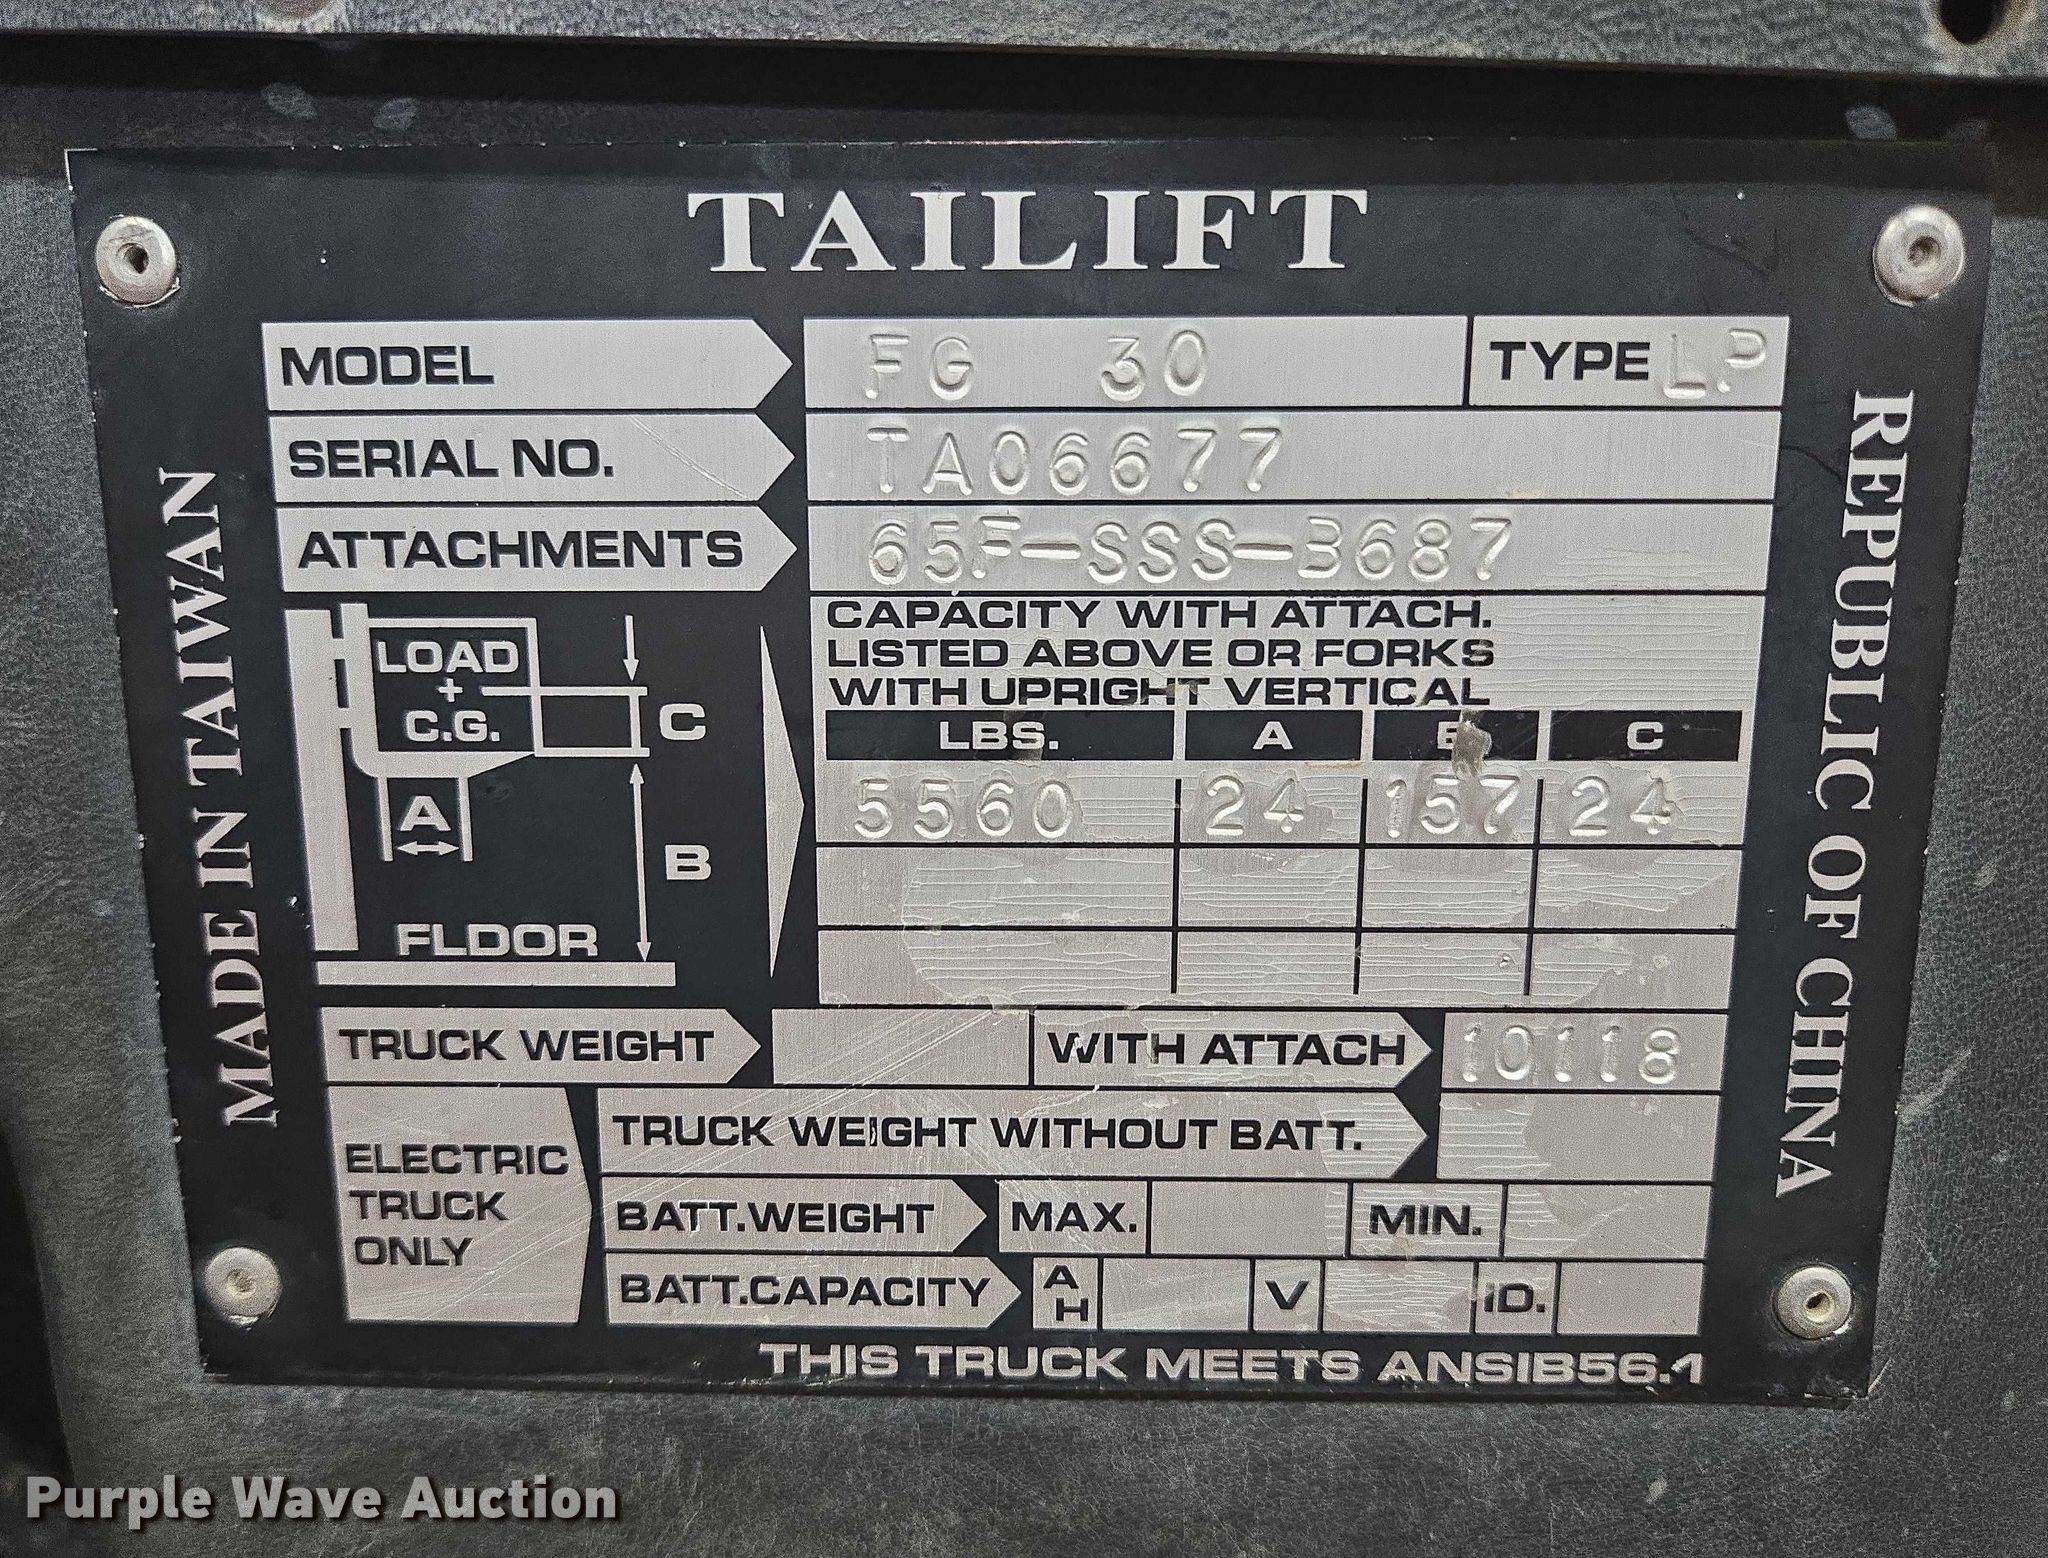 TAILIFT
MADE IN TAIWAN
REPUBLIC OF CHINA
MODEL FG 30 TYPE LP
SERIAL NO. TA06677
ATTACHMENTS 65F-SSS-B687
LOAD
+
C.G.
C
A
B
FLDOR
CAPACITY WITH ATTACH.
LISTED ABOVE OR FORKS
WITH UPRIGHT VERTICAL
LBS. A B C
5560 24 157 24
TRUCK WEIGHT WITH ATTACH 10118
ELECTRIC
TRUCK
ONLY
TRUCK WEIGHT WITHOUT BATT.
BATT.WEIGHT MAX. MIN.
BATT.CAPACITY AH V ID.
THIS TRUCK MEETS ANSIB56.1
Purple Wave Auction